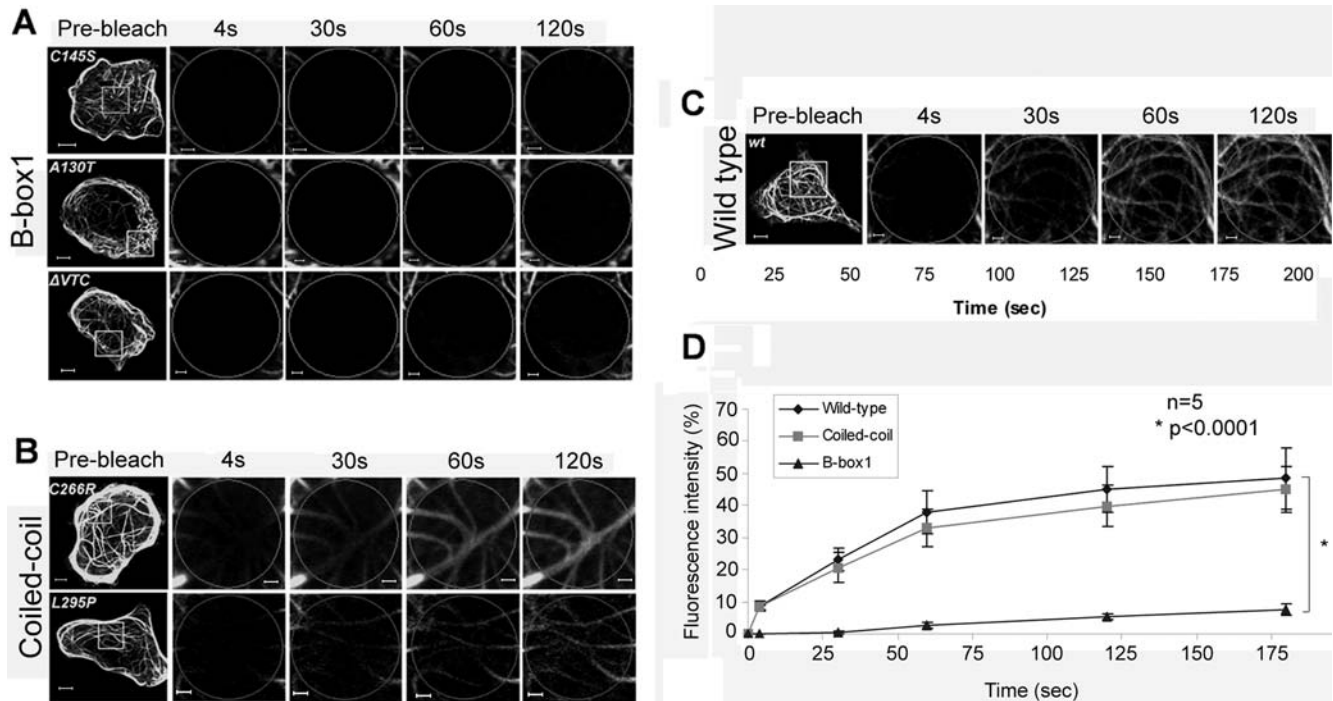 A
Pre-bleach 4s 30s 60s 120s
B-box1
C145S
A130T
ΔVTC
B
Pre-bleach 4s 30s 60s 120s
Coiled-coil
C266R
L295P
C
Pre-bleach 4s 30s 60s 120s
Wild type
wt
0 25 50 75 100 125 150 175 200
Time (sec)
D
Wild-type
Coiled-coil
B-box1
n=5
* p<0.0001
*
Fluorescence intensity (%)
70
60
50
40
30
20
10
0
0 25 50 75 100 125 150 175
Time (sec)